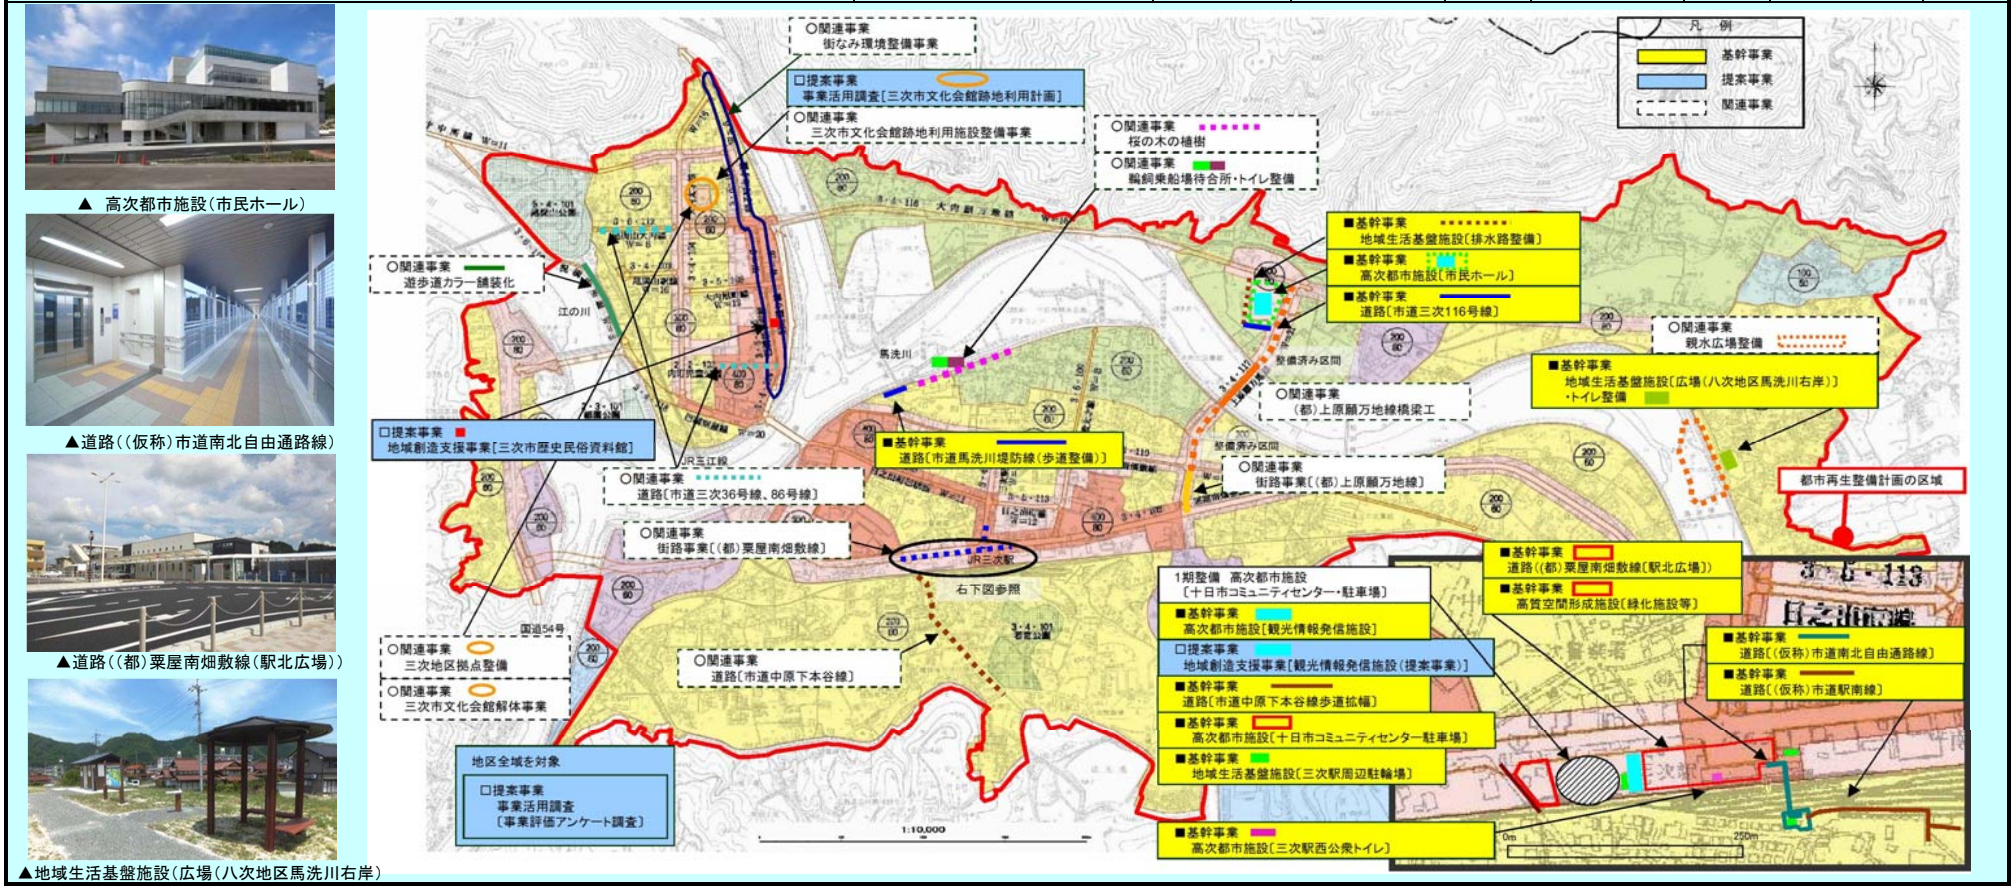 ▲ 高次都市施設(市民ホール)
▲道路((仮称)市道南北自由通路線)
▲道路((都)粟屋南畑敷線(駅北広場))
▲地域生活基盤施設(広場(八次地区馬洗川右岸)
○関連事業
街なみ環境整備事業
□提案事業
事業活用調査[三次市文化会館跡地利用計画]
○関連事業
三次市文化会館跡地利用施設整備事業
○関連事業
桜の木の植樹
○関連事業
鵜飼乗船場待合所・トイレ整備
凡 例
基幹事業
提案事業
関連事業
■基幹事業
地域生活基盤施設〔排水路整備〕
■基幹事業
高次都市施設〔市民ホール〕
■基幹事業
道路〔市道三次116号線〕
○関連事業
親水広場整備
■基幹事業
地域生活基盤施設〔広場(八次地区馬洗川右岸)〕
・トイレ整備
○関連事業
遊歩道カラー舗装化
江の川
馬洗川
整備済み区間
○関連事業
(都)上原願万地線橋梁工
整備済み区間
○関連事業
街路事業〔(都)上原願万地線〕
都市再生整備計画の区域
□提案事業
地域創造支援事業[三次市歴史民俗資料館]
JR三江線
■基幹事業
道路〔市道馬洗川堤防線(歩道整備)〕
○関連事業
道路〔市道三次36号線、86号線〕
○関連事業
街路事業〔(都)粟屋南畑敷線〕
JR三次駅
右下図参照
国道54号
3・4・101
若宮公園
○関連事業
三次地区拠点整備
○関連事業
三次市文化会館解体事業
○関連事業
道路〔市道中原下本谷線〕
地区全域を対象
□提案事業
事業活用調査
〔事業評価アンケート調査〕
1:10,000
1期整備 高次都市施設
〔十日市コミュニティセンター・駐車場〕
■基幹事業
高次都市施設[観光情報発信施設]
□提案事業
地域創造支援事業[観光情報発信施設(提案事業)]
■基幹事業
道路〔市道中原下本谷線歩道拡幅〕
■基幹事業
高次都市施設〔十日市コミュニティセンター駐車場〕
■基幹事業
地域生活基盤施設〔三次駅周辺駐輪場〕
■基幹事業
高次都市施設〔三次駅西公衆トイレ〕
■基幹事業
道路((都)粟屋南畑敷線〔駅北広場〕)
■基幹事業
高質空間形成施設〔緑化施設等〕
■基幹事業
道路〔(仮称)市道南北自由通路線〕
■基幹事業
道路〔(仮称)市道駅南線〕
3・5・113
0m
250m